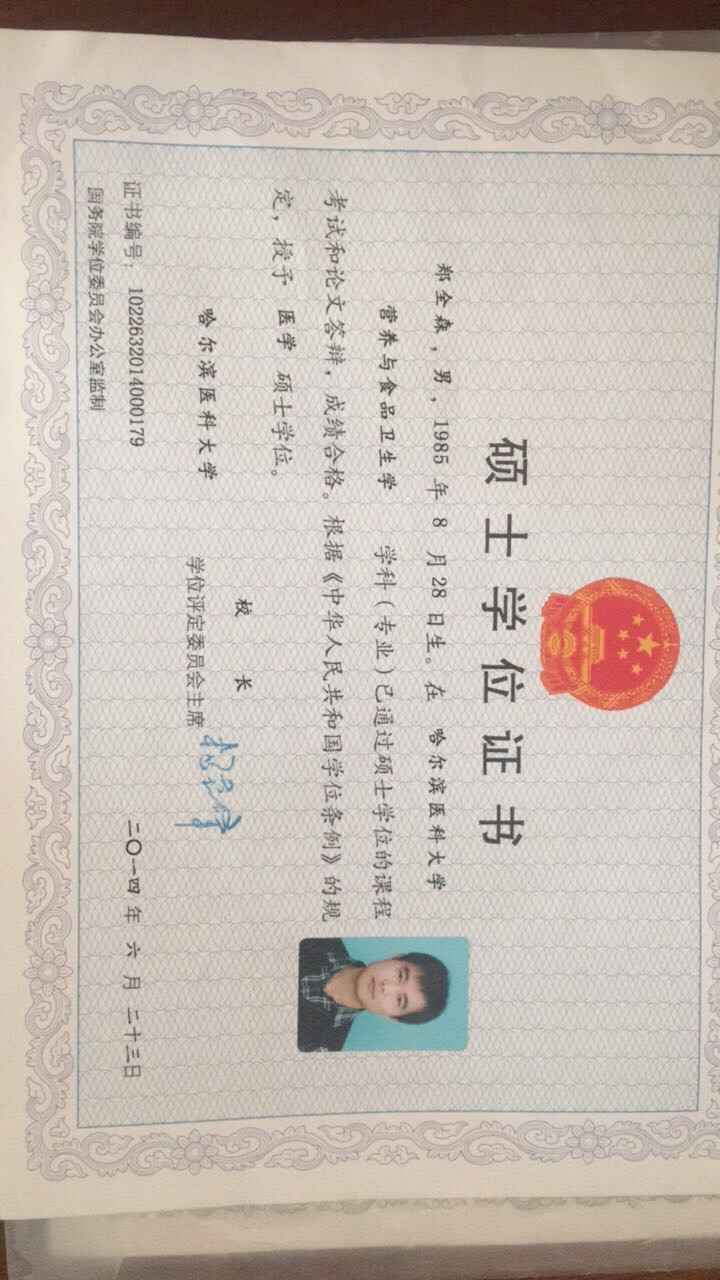 硕士学位证书
郑全森，男，1985 年 8 月 28 日生。在 哈尔滨医科大学
营养与食品卫生学 学科（专业）已通过硕士学位的课程
考试和论文答辩，成绩合格。根据《中华人民共和国学位条例》的规
定，授予 医学 硕士学位。
哈尔滨医科大学
校 长
学位评定委员会主席
证书编号：1022632014000179
二〇一四 年 六 月 二十三日
国务院学位委员会办公室监制